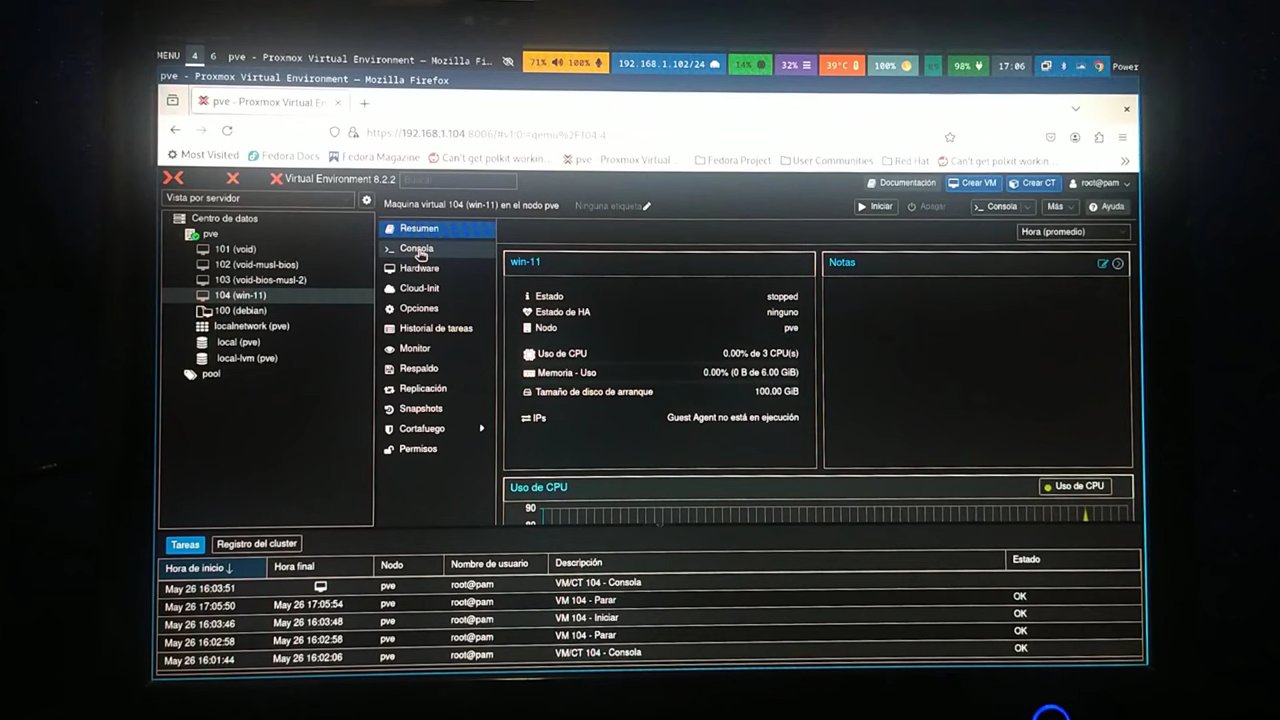 MENU 4 6 pve - Proxmox Virtual Environment — Mozilla Fi... 71% 100% 192.168.1.102/24 14% 32% 39°C 100% 98% 17:06 Power
pve - Proxmox Virtual Environment — Mozilla Firefox
pve - Proxmox Virtual En
https://192.168.1.104:8006/#v1:0:=qemu%2F104:4
Most Visited Fedora Docs Fedora Magazine Can't get polkit workin... pve - Proxmox Virtual... Fedora Project User Communities Red Hat Can't get polkit workin...
Virtual Environment 8.2.2 Buscar Documentación Crear VM Crear CT root@pam
Vista por servidor
Maquina virtual 104 (win-11) en el nodo pve Ninguna etiqueta Iniciar Apagar Consola Más Ayuda
Centro de datos
pve
101 (void)
102 (void-musl-bios)
103 (void-bios-musl-2)
104 (win-11)
100 (debian)
localnetwork (pve)
local (pve)
local-lvm (pve)
pool
Resumen
Consola
Hardware
Cloud-Init
Opciones
Historial de tareas
Monitor
Respaldo
Replicación
Snapshots
Cortafuego
Permisos
Hora (promedio)
win-11
Estado stopped
Estado de HA ninguno
Nodo pve
Uso de CPU 0.00% de 3 CPU(s)
Memoria - Uso 0.00% (0 B de 6.00 GiB)
Tamaño de disco de arranque 100.00 GiB
IPs Guest Agent no está en ejecución
Notas
Uso de CPU Uso de CPU
90
Tareas Registro del cluster
Hora de inicio Hora final Nodo Nombre de usuario Descripción Estado
May 26 16:03:51 pve root@pam VM/CT 104 - Consola
May 26 17:05:50 May 26 17:05:54 pve root@pam VM 104 - Parar OK
May 26 16:03:46 May 26 16:03:48 pve root@pam VM 104 - Iniciar OK
May 26 16:02:58 May 26 16:02:58 pve root@pam VM 104 - Parar OK
May 26 16:01:44 May 26 16:02:06 pve root@pam VM/CT 104 - Consola OK